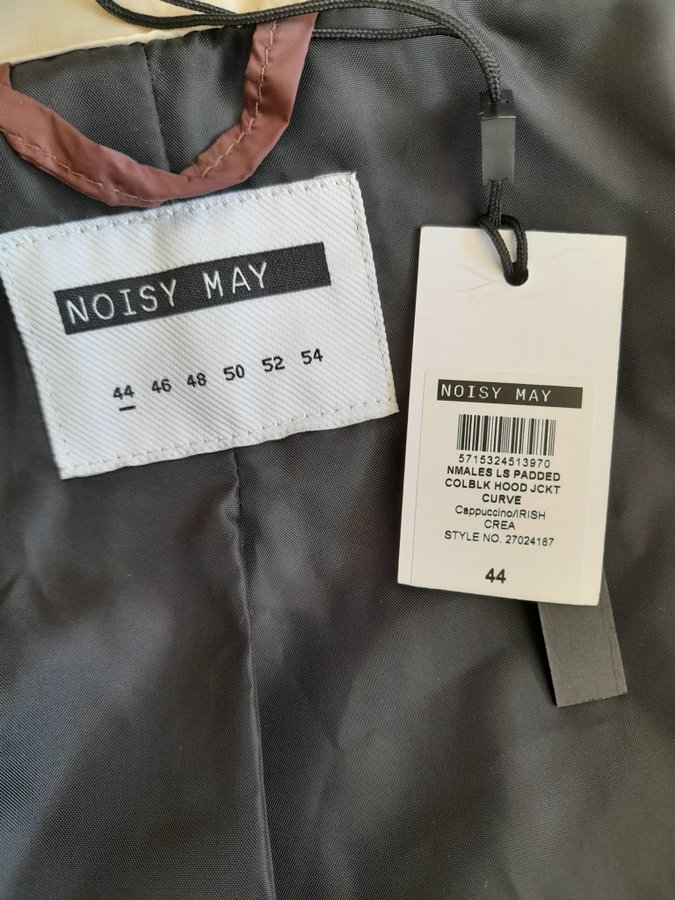 NOISY MAY
44 46 48 50 52 54
NOISY MAY
5715324513970
NMALES LS PADDED
COLBLK HOOD JCKT
CURVE
Cappuccino/IRISH
CREA
STYLE NO. 27024187
44